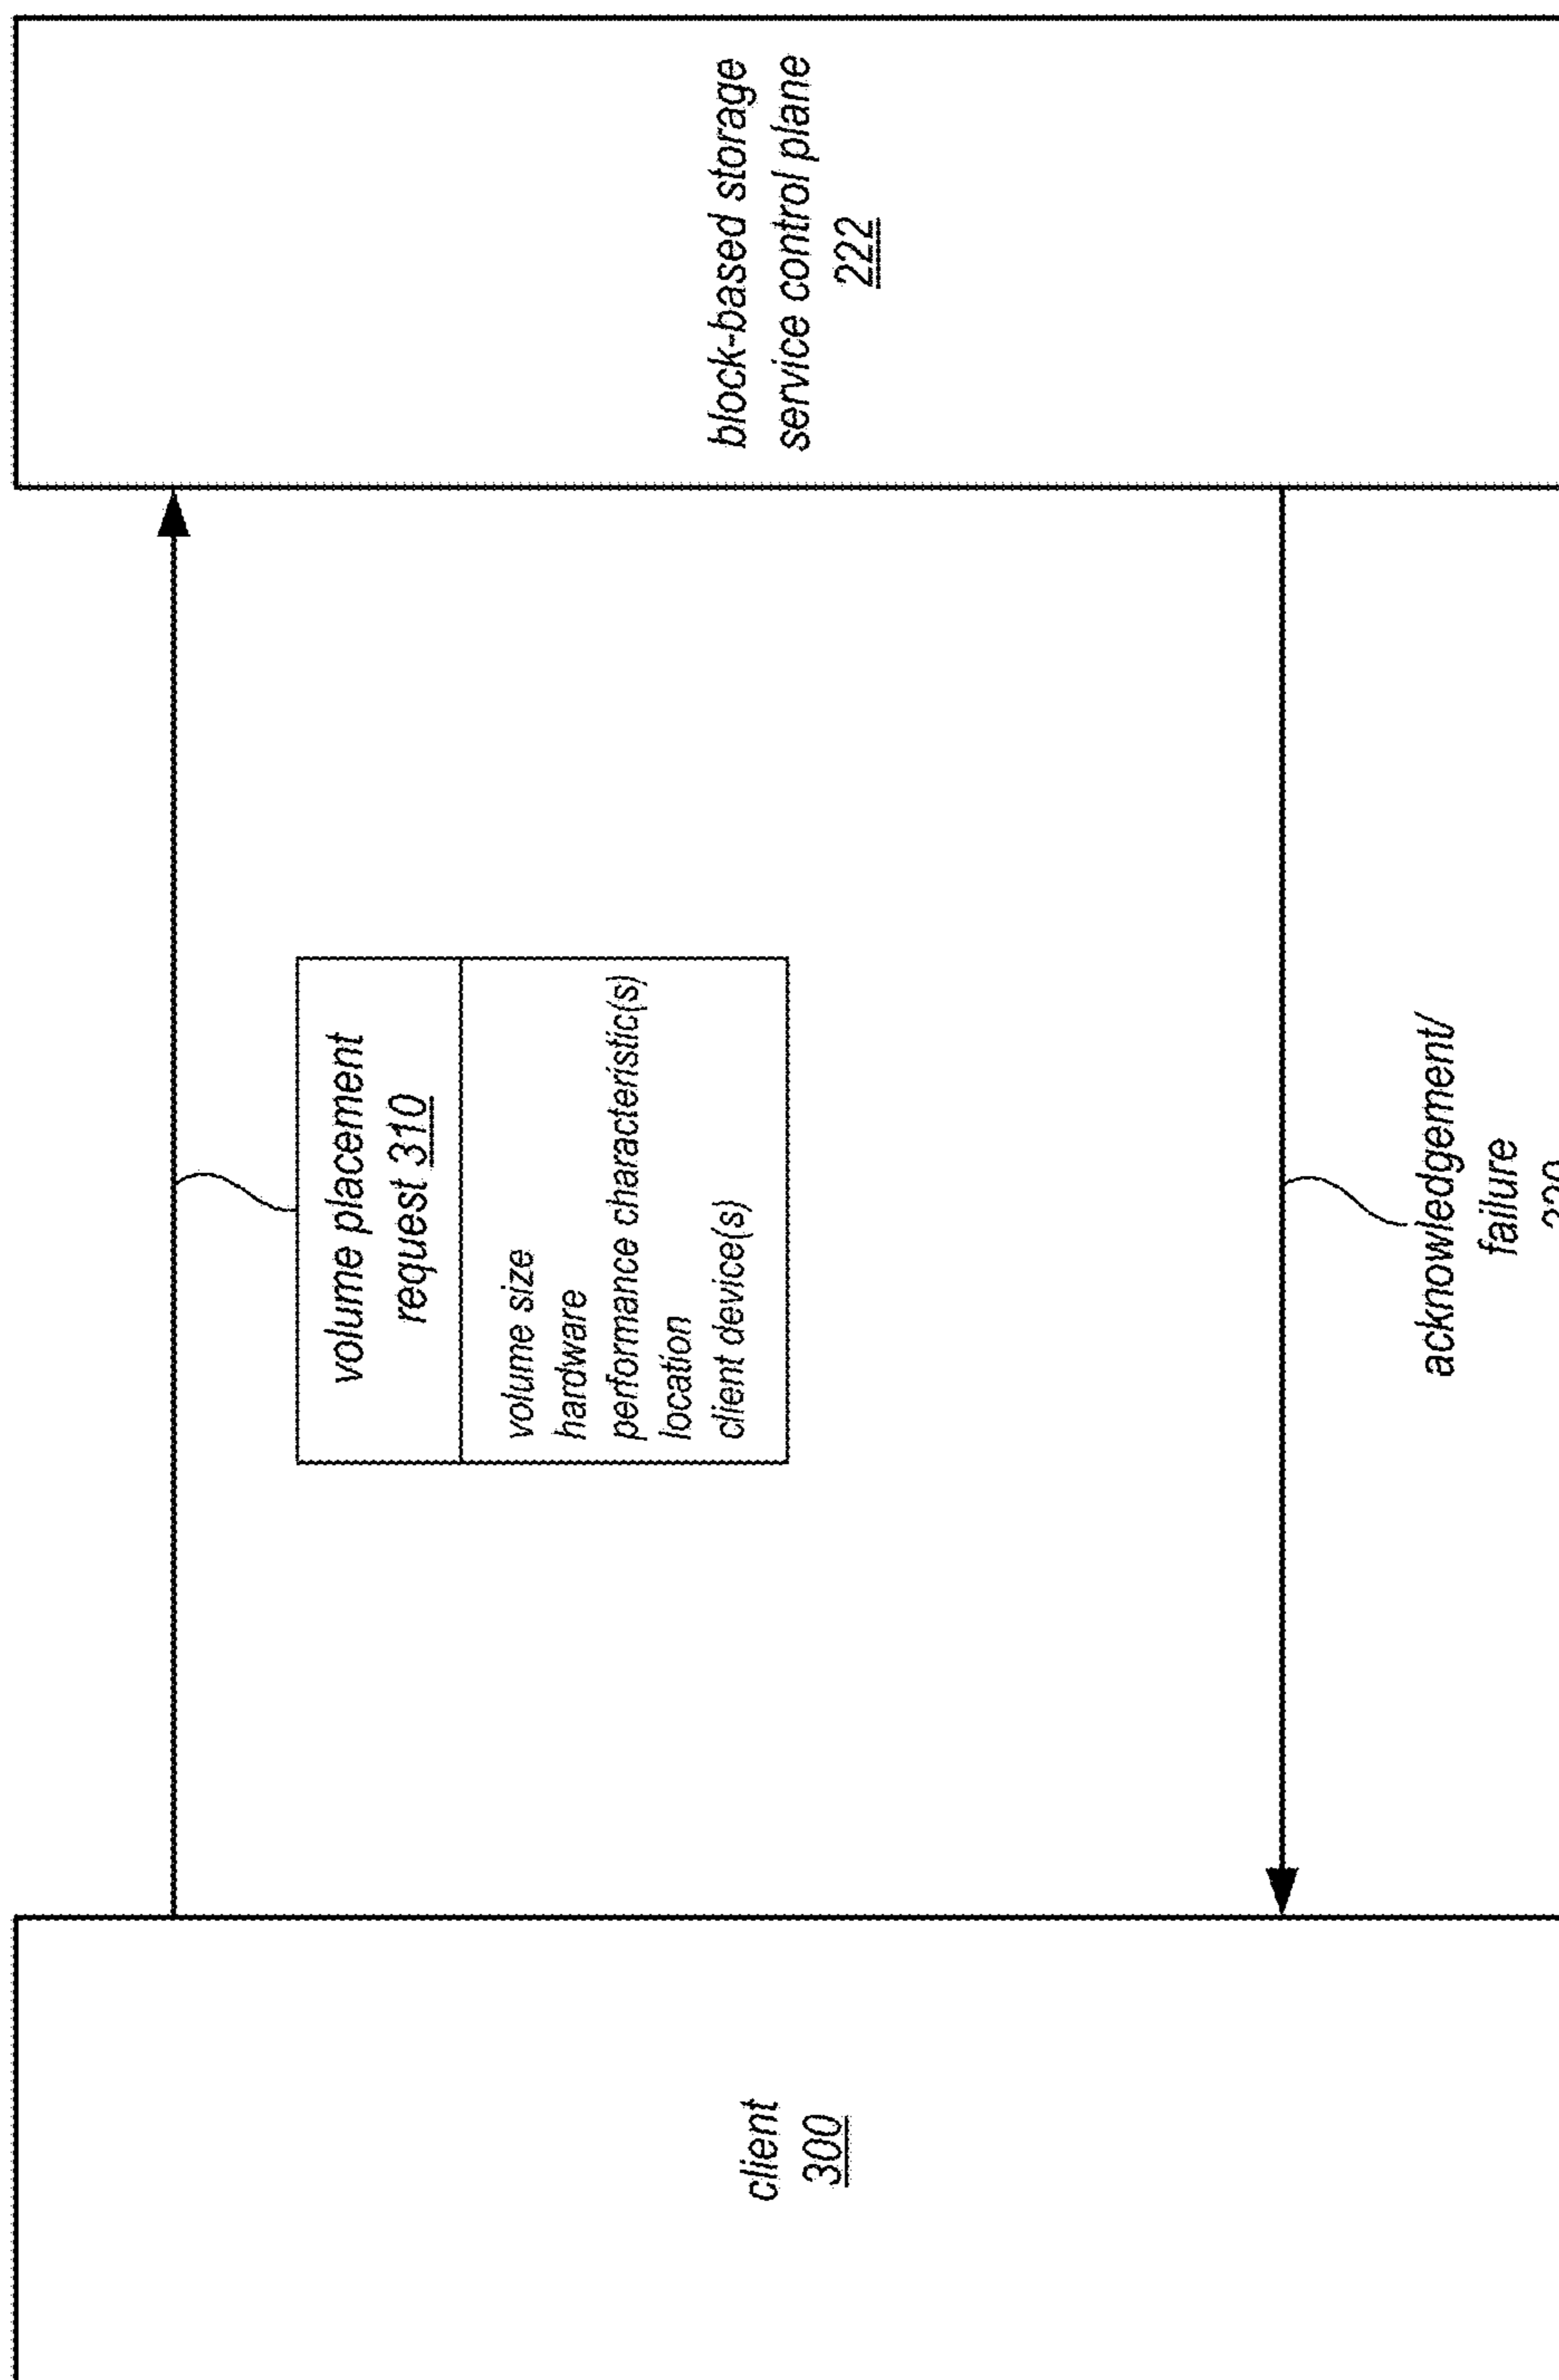 volume placement
request 310
volume size
hardware
performance characteristic(s)
location
client device(s)
client
300
block-based storage
service control plane
222
acknowledgement/
failure